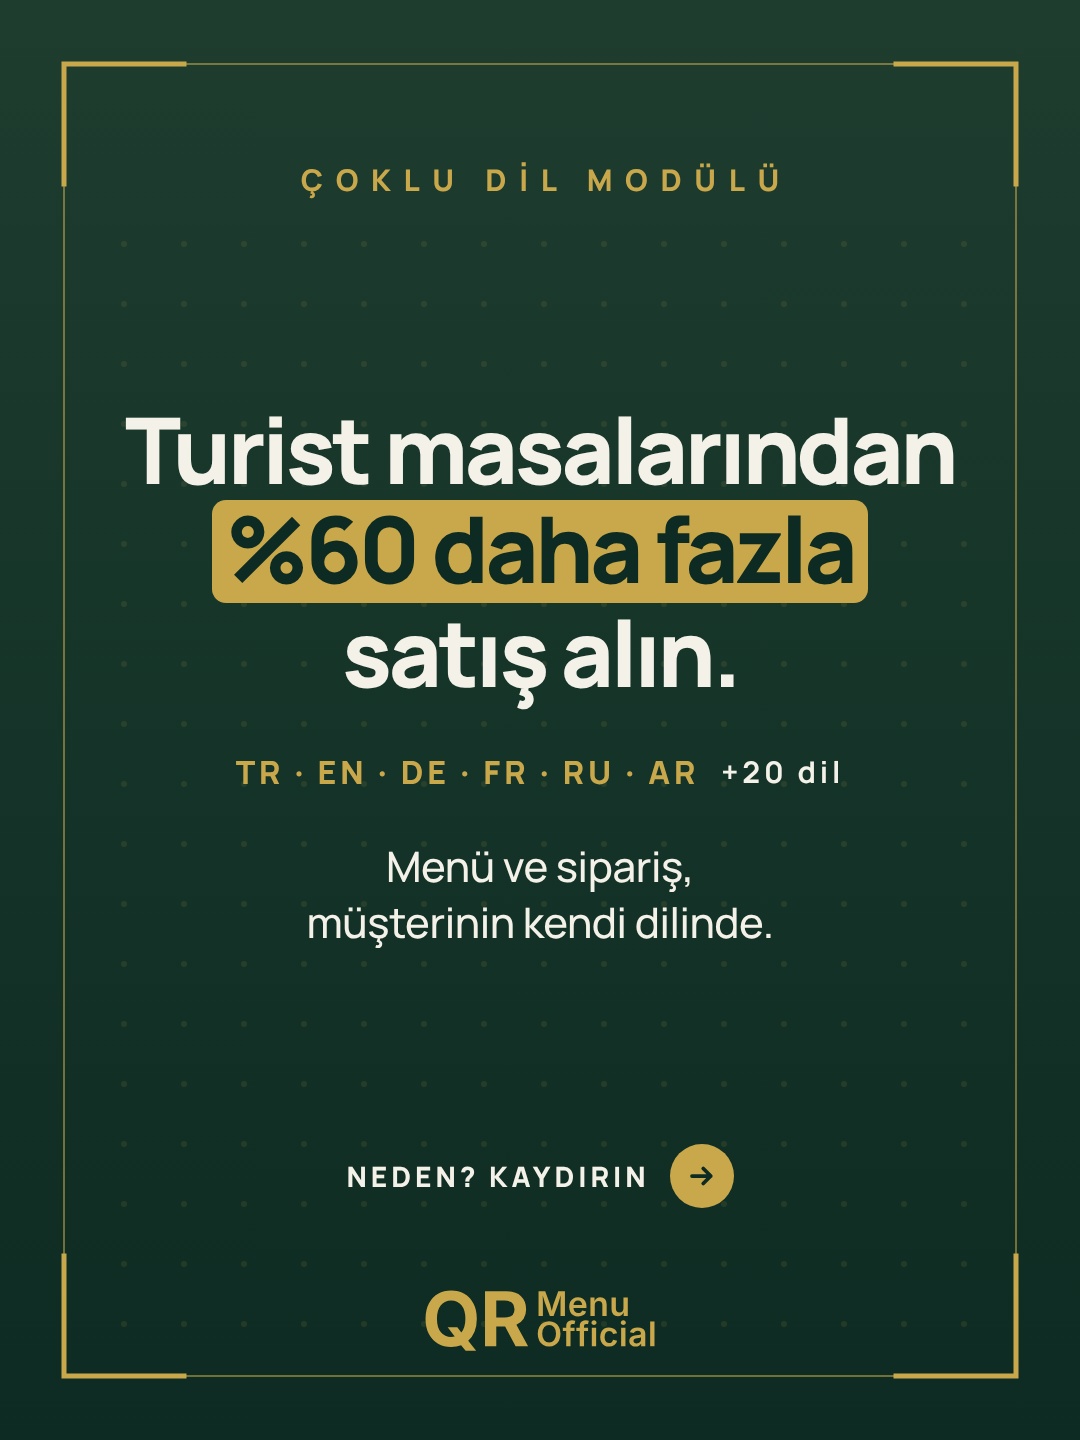 ÇOKLU DİL MODÜLÜ
Turist masalarından
%60 daha fazla
satış alın.
TR · EN · DE · FR · RU · AR +20 dil
Menü ve sipariş,
müşterinin kendi dilinde.
NEDEN? KAYDIRIN →
QR Menu
Official